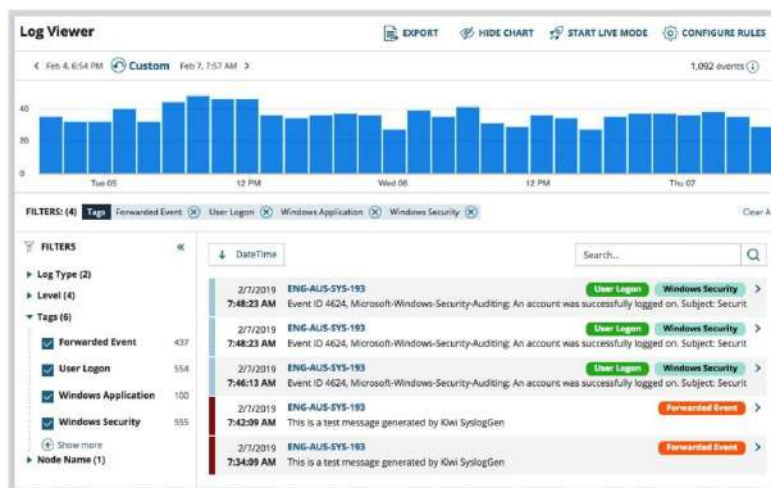 Log Viewer
EXPORT
HIDE CHART
START LIVE MODE
CONFIGURE RULES
Feb 4, 6:54 PM
Custom
Feb 7, 7:57 AM
1,092 events
40
20
0
Tue 05
12 PM
Wed 06
12 PM
Thu 07
FILTERS: (4) Tags Forwarded Event User Logon Windows Application Windows Security
Clear A
FILTERS
DateTime
Search...
Log Type (2)
Level (4)
Tags (6)
Forwarded Event 437
User Logon 554
Windows Application 100
Windows Security 555
Show more
Node Name (1)
2/7/2019 ENG-AUS-SYS-193 User Logon Windows Security
7:48:23 AM Event ID 4624, Microsoft-Windows-Security-Auditing: An account was successfully logged on. Subject: Securit
2/7/2019 ENG-AUS-SYS-193 User Logon Windows Security
7:48:23 AM Event ID 4624, Microsoft-Windows-Security-Auditing: An account was successfully logged on. Subject: Securit
2/7/2019 ENG-AUS-SYS-193 User Logon Windows Security
7:46:13 AM Event ID 4624, Microsoft-Windows-Security-Auditing: An account was successfully logged on. Subject: Securit
2/7/2019 ENG-AUS-SYS-193 Forwarded Event
7:42:09 AM This is a test message generated by Kiwi SyslogGen
2/7/2019 ENG-AUS-SYS-193 Forwarded Event
7:34:09 AM This is a test message generated by Kiwi SyslogGen